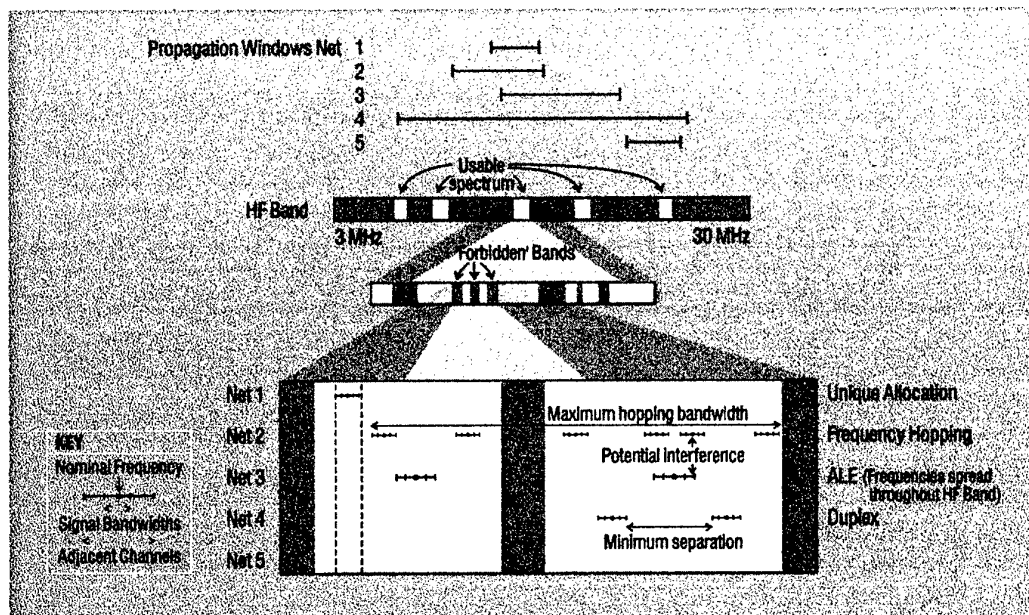 Propagation Windows Net 1
2
3
4
5
Usable
spectrum
HF Band
3 MHz
30 MHz
'Forbidden' Bands
Net 1
Unique Allocation
Maximum hopping bandwidth
Net 2
Frequency Hopping
Potential interference
Net 3
ALE (Frequencies spread
throughout HF Band)
Net 4
Duplex
Minimum separation
Net 5
KEY
Nominal Frequency
Signal Bandwidths
Adjacent Channels